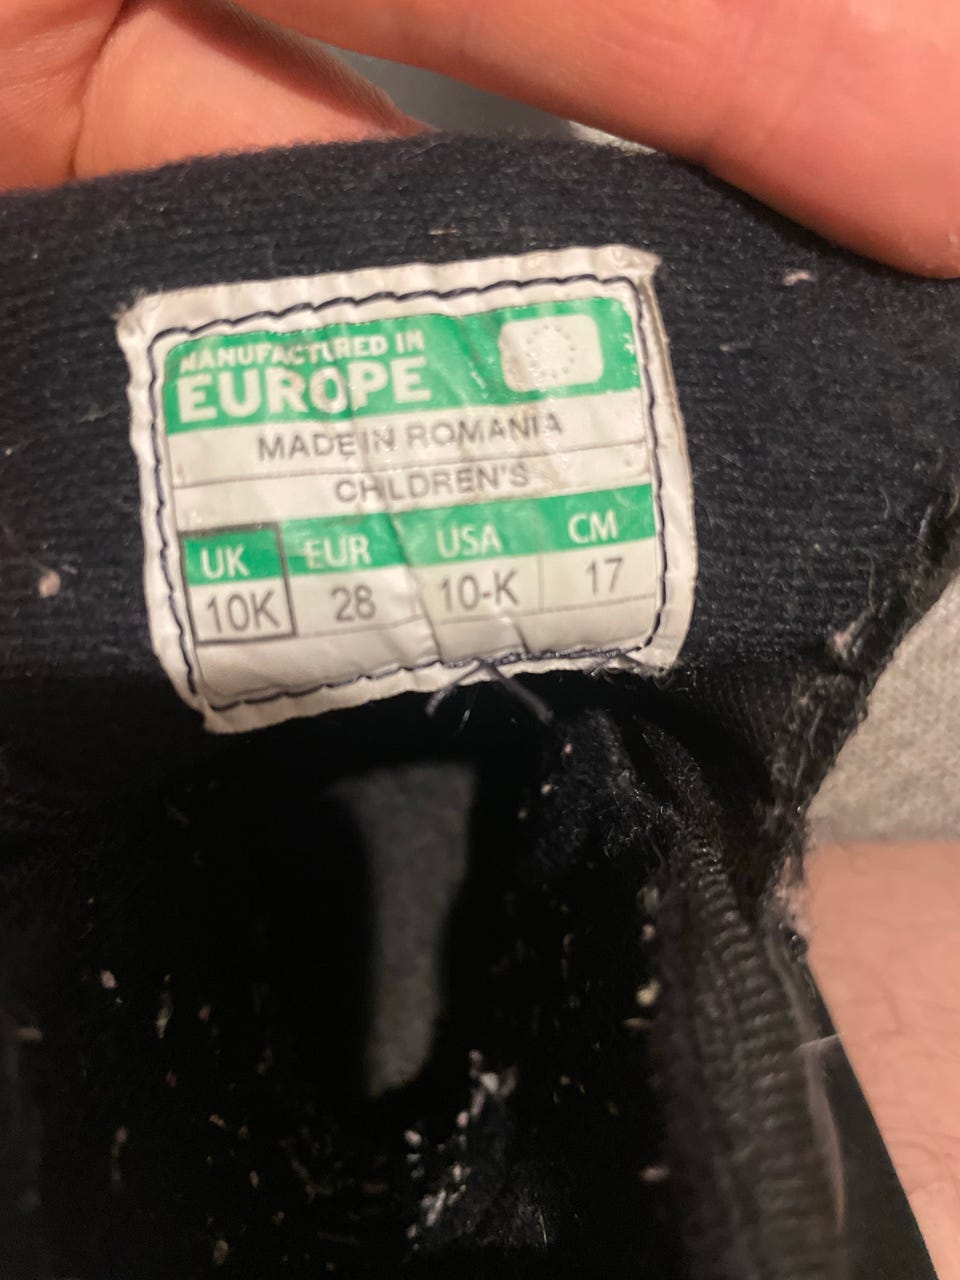 MANUFACTURED IN
EUROPE
MADE IN ROMANIA
CHILDREN'S
UK EUR USA CM
10K 28 10-K 17